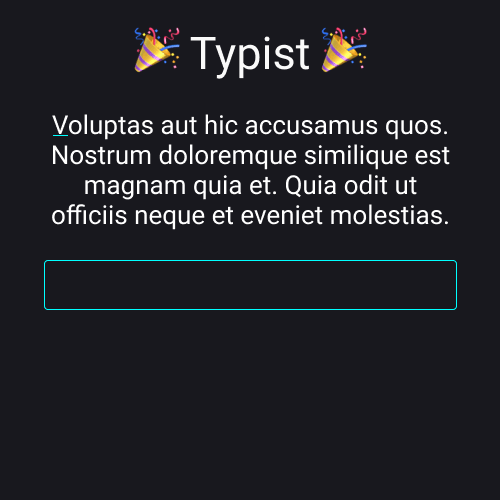 🎉 Typist 🎉
Voluptas aut hic accusamus quos.
Nostrum doloremque similique est
magnam quia et. Quia odit ut
officiis neque et eveniet molestias.